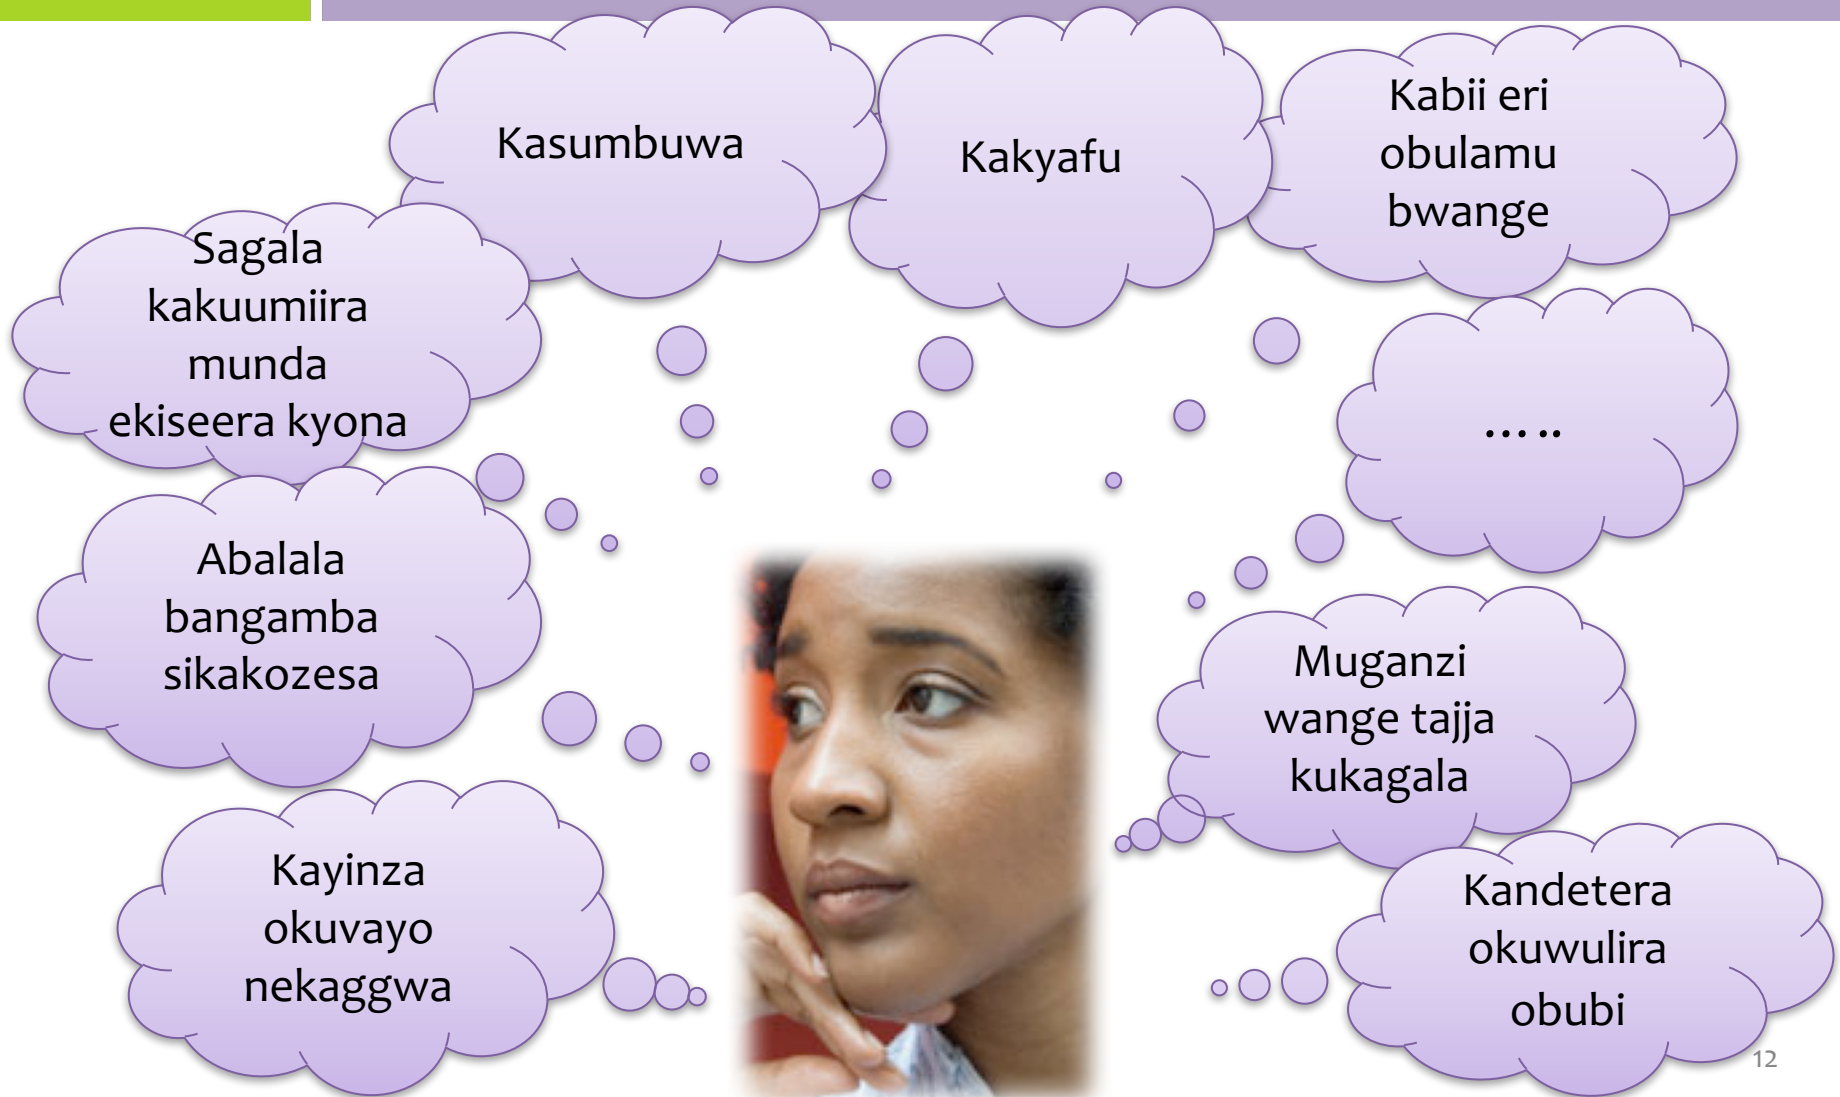 Kasumbuwa
Kakyafu
Kabii eri
obulamu
bwange
Sagala
kakuumiira
munda
ekiseera kyona
.....
Abalala
bangamba
sikakozesa
Muganzi
wange tajja
kukagala
Kayinza
okuvayo
nekaggwa
Kandetera
okuwulira
obubi
12